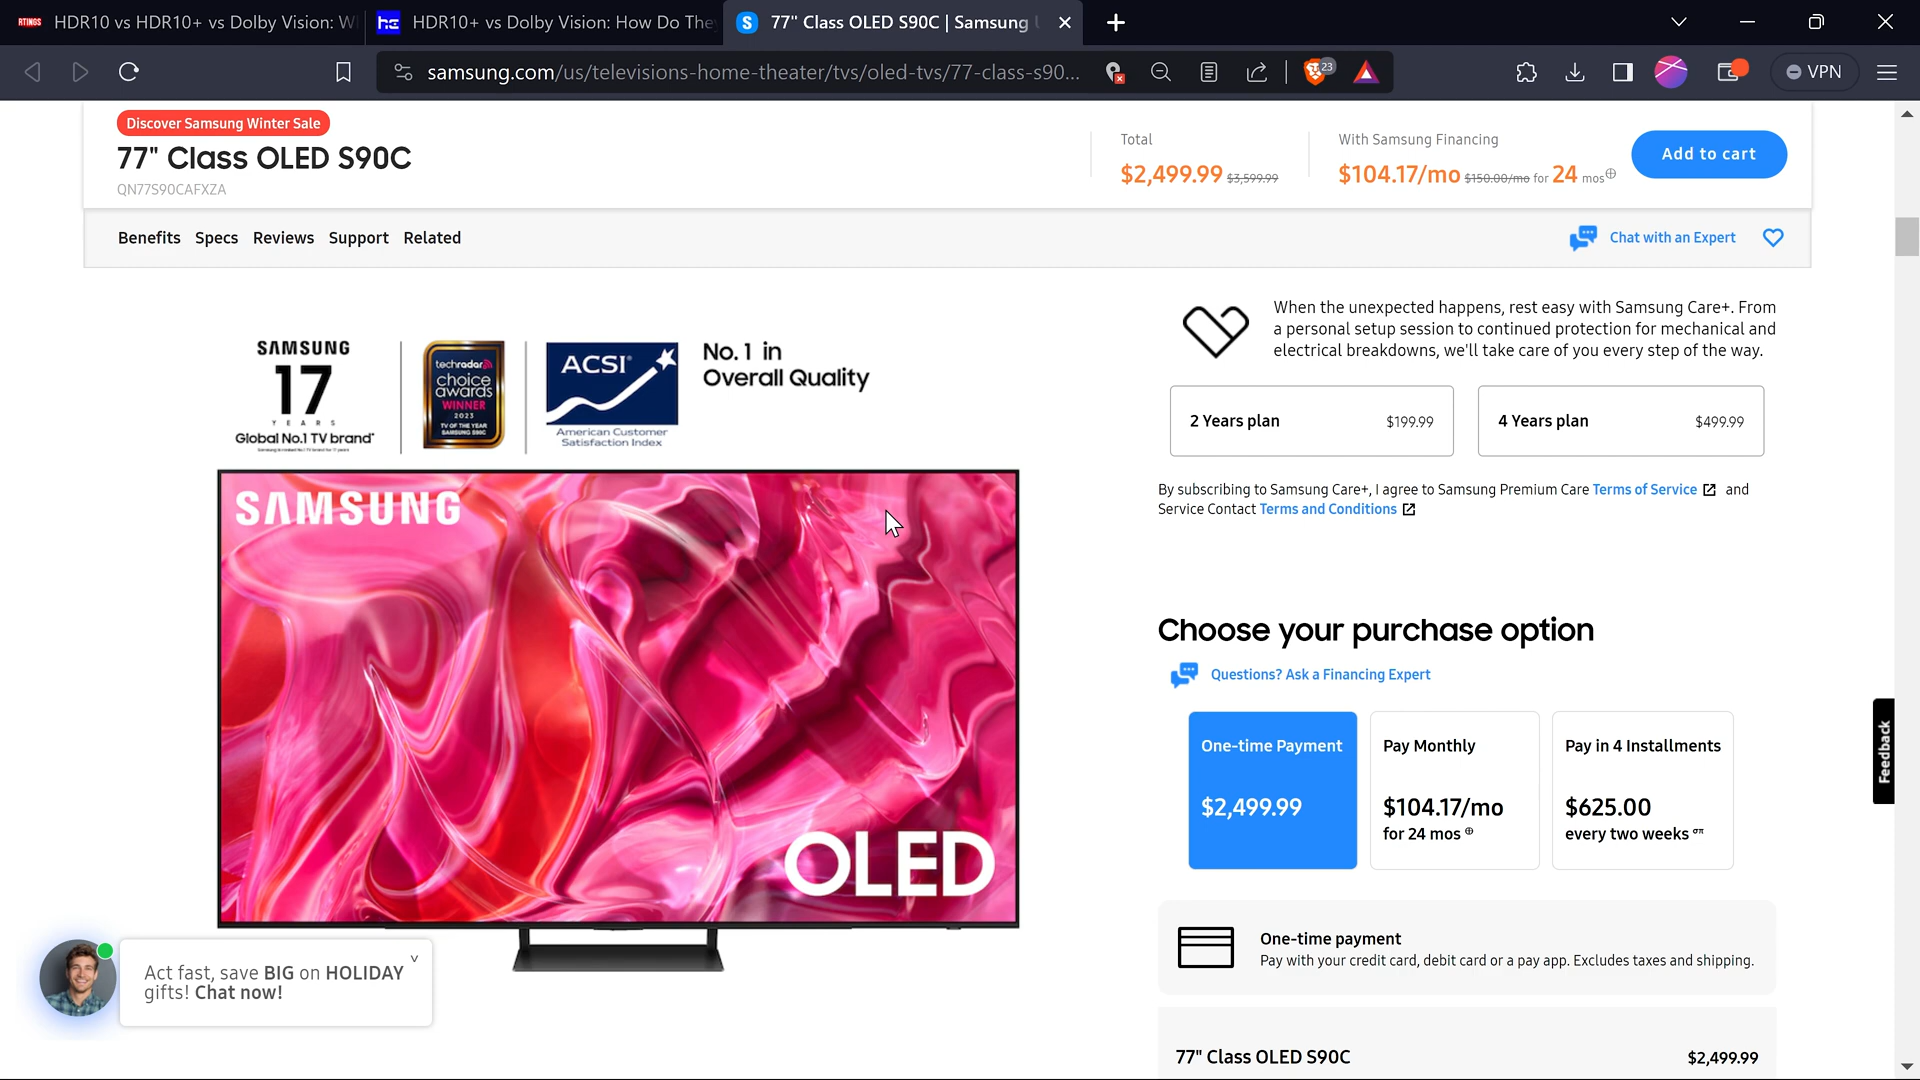 RTINGS HDR10 vs HDR10+ vs Dolby Vision: W
he HDR10+ vs Dolby Vision: How Do The
S 77" Class OLED S90C | Samsung
samsung.com/us/televisions-home-theater/tvs/oled-tvs/77-class-s90...
23
VPN
Discover Samsung Winter Sale
77" Class OLED S90C
QN77S90CAFXZA
Total
$2,499.99 $3,599.99
With Samsung Financing
$104.17/mo $150.00/mo for 24 mos
Add to cart
Benefits Specs Reviews Support Related
Chat with an Expert
SAMSUNG
17
YEARS
Global No.1 TV brand*
techradar
choice
awards
WINNER
2023
TV OF THE YEAR
SAMSUNG S90C
ACSI®
American Customer
Satisfaction Index
No. 1 in
Overall Quality
SAMSUNG
OLED
When the unexpected happens, rest easy with Samsung Care+. From
a personal setup session to continued protection for mechanical and
electrical breakdowns, we'll take care of you every step of the way.
2 Years plan $199.99
4 Years plan $499.99
By subscribing to Samsung Care+, I agree to Samsung Premium Care Terms of Service and
Service Contact Terms and Conditions
Choose your purchase option
Questions? Ask a Financing Expert
One-time Payment
$2,499.99
Pay Monthly
$104.17/mo
for 24 mos
Pay in 4 Installments
$625.00
every two weeks
Feedback
One-time payment
Pay with your credit card, debit card or a pay app. Excludes taxes and shipping.
77" Class OLED S90C $2,499.99
Act fast, save BIG on HOLIDAY
gifts! Chat now!